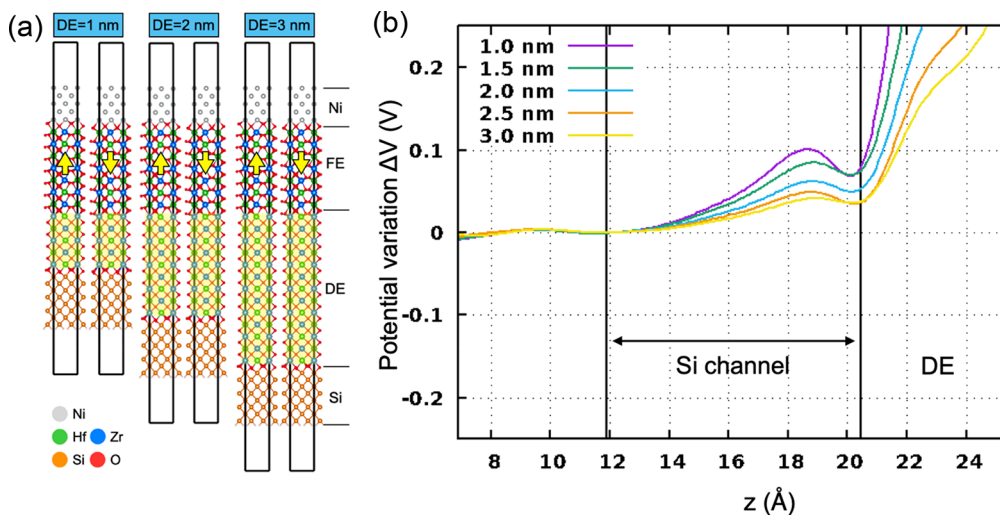 (a)
DE=1 nm DE=2 nm DE=3 nm
Ni
FE
DE
Si
Ni
Hf Zr
Si O
(b)
1.0 nm
1.5 nm
2.0 nm
2.5 nm
3.0 nm
Potential variation ΔV (V)
0.2
0.1
0
-0.1
-0.2
Si channel
DE
8 10 12 14 16 18 20 22 24
z (Å)